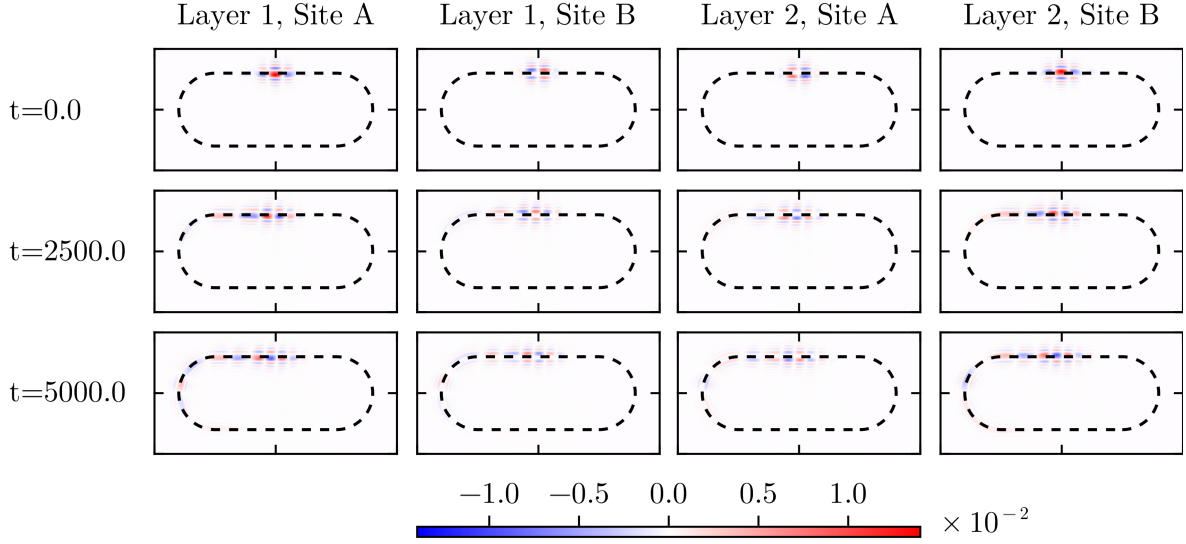 Layer 1, Site A Layer 1, Site B Layer 2, Site A Layer 2, Site B
t=0.0
t=2500.0
t=5000.0
−1.0 −0.5 0.0 0.5 1.0
× 10−2